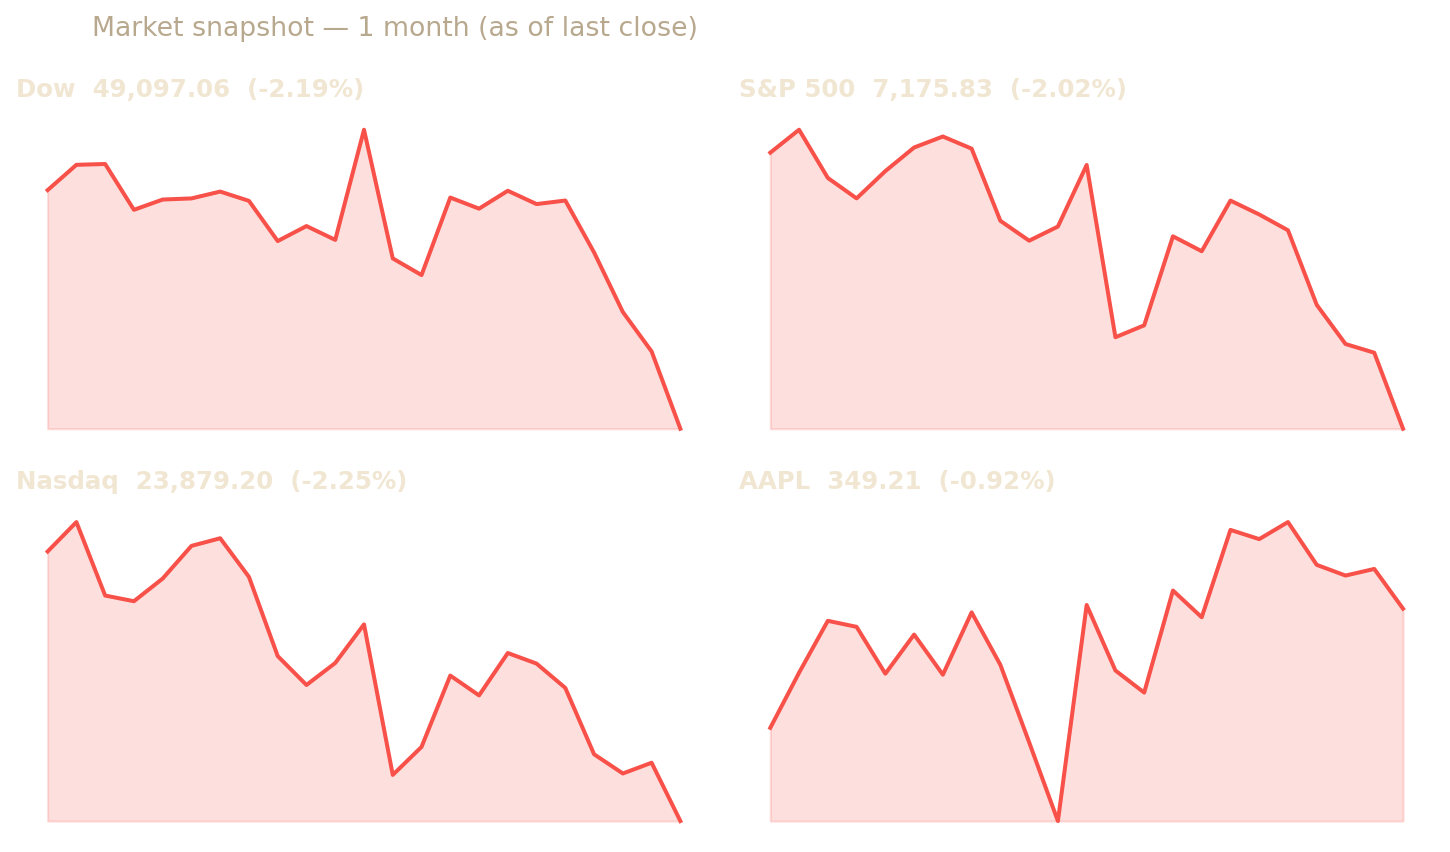 Market snapshot — 1 month (as of last close)
Dow 49,097.06 (-2.19%)
S&P 500 7,175.83 (-2.02%)
Nasdaq 23,879.20 (-2.25%)
AAPL 349.21 (-0.92%)